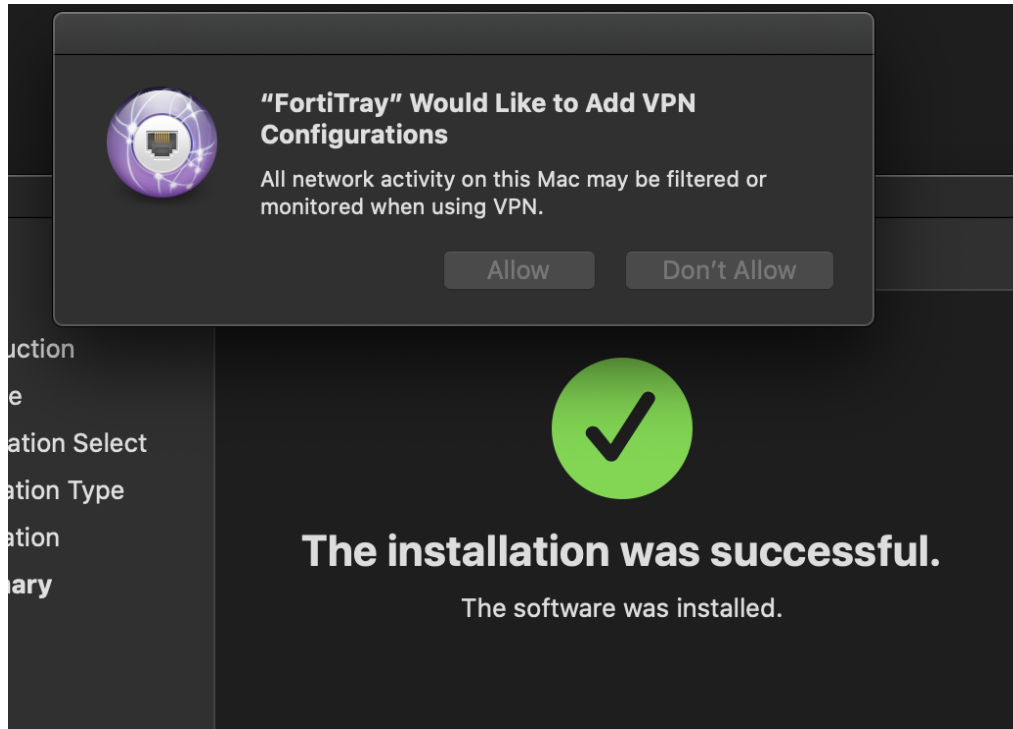 “FortiTray” Would Like to Add VPN
Configurations
All network activity on this Mac may be filtered or
monitored when using VPN.
Allow
Don’t Allow
uction
e
ation Select
ation Type
ation
ary
The installation was successful.
The software was installed.